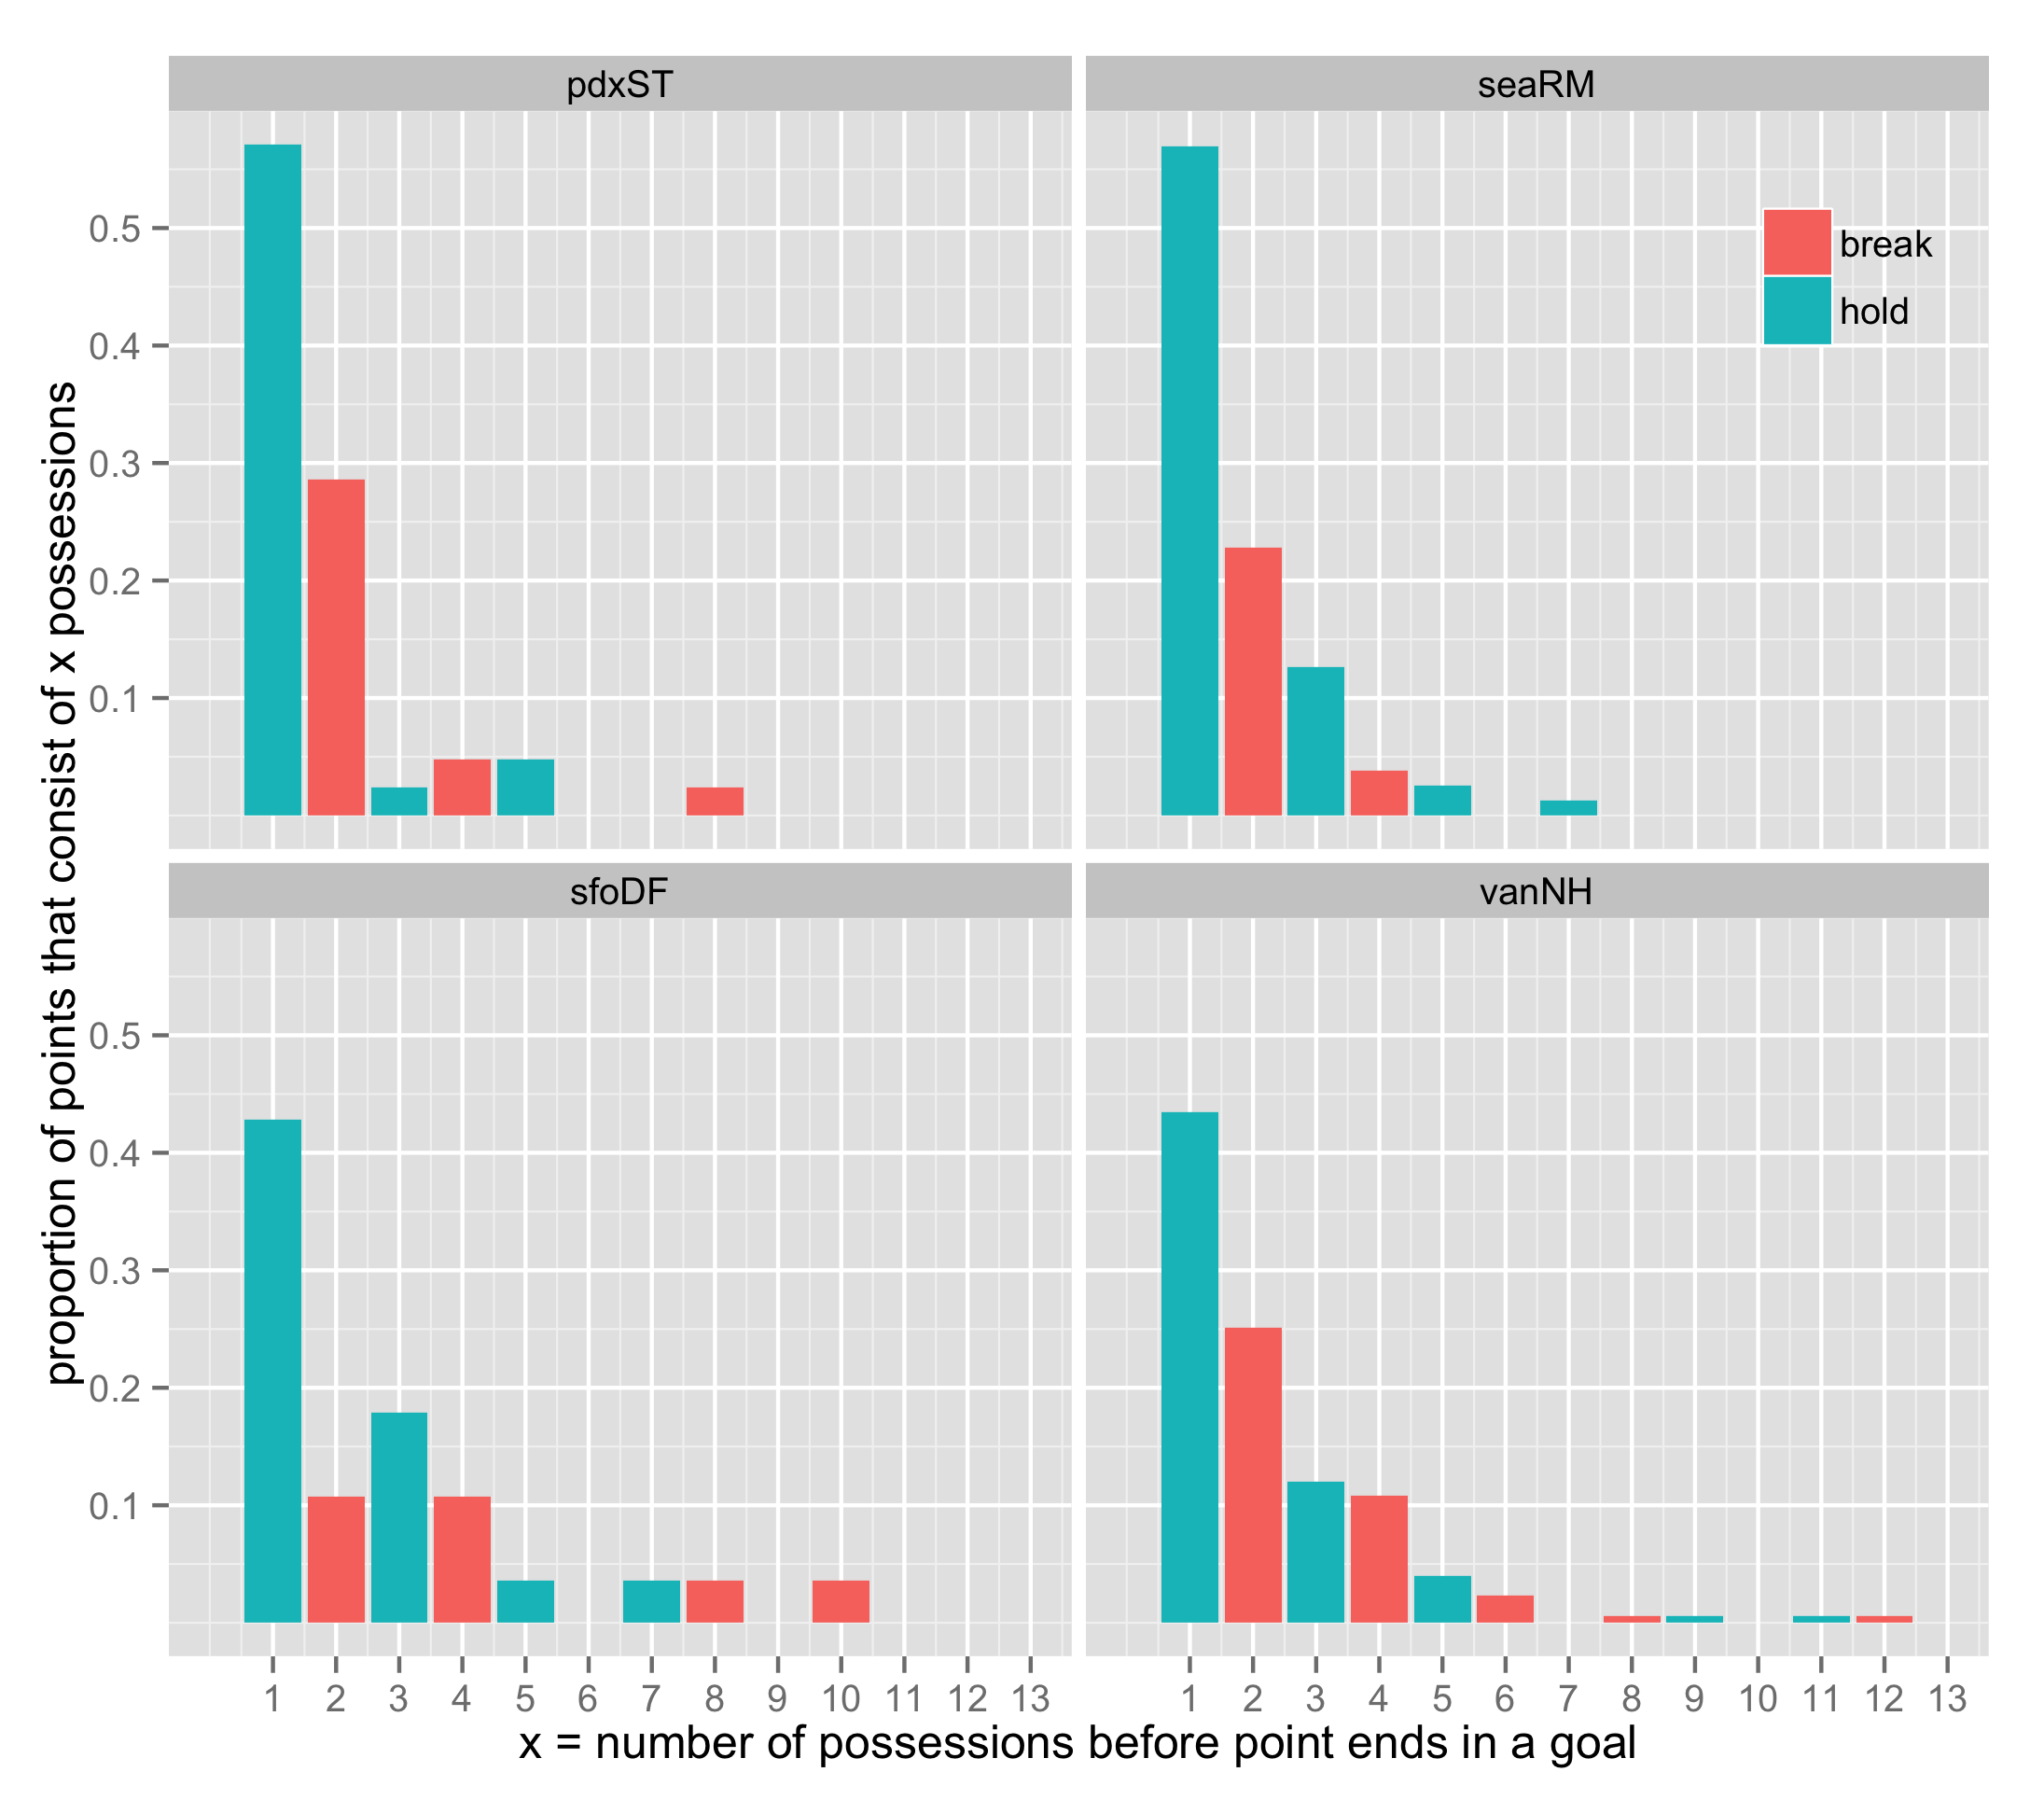 pdxST
seaRM
0.5
0.4
0.3
0.2
0.1
break
hold
sfoDF
vanNH
0.5
0.4
0.3
0.2
0.1
1 2 3 4 5 6 7 8 9 10 11 12 13
1 2 3 4 5 6 7 8 9 10 11 12 13
x = number of possessions before point ends in a goal
proportion of points that consist of x possessions